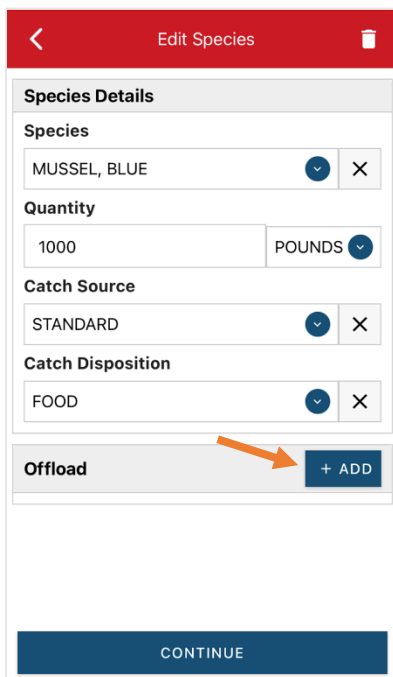 Edit Species
Species Details
Species
MUSSEL, BLUE
Quantity
1000 POUNDS
Catch Source
STANDARD
Catch Disposition
FOOD
Offload + ADD
CONTINUE